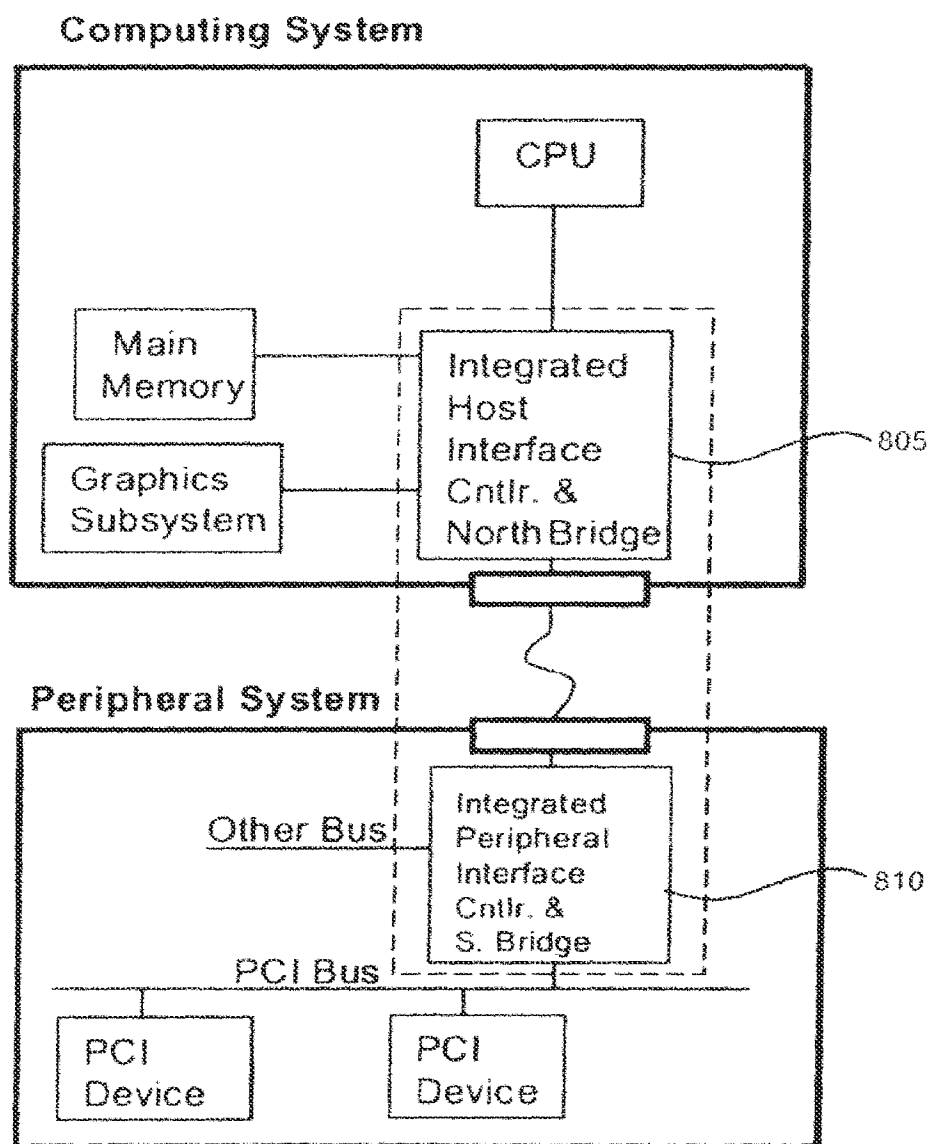 Computing System
CPU
Main
Memory
Graphics
Subsystem
Integrated
Host
Interface
Cntlr. &
North Bridge
805
Peripheral System
Other Bus
Integrated
Peripheral
Interface
Cntlr. &
S. Bridge
810
PCI Bus
PCI
Device
PCI
Device